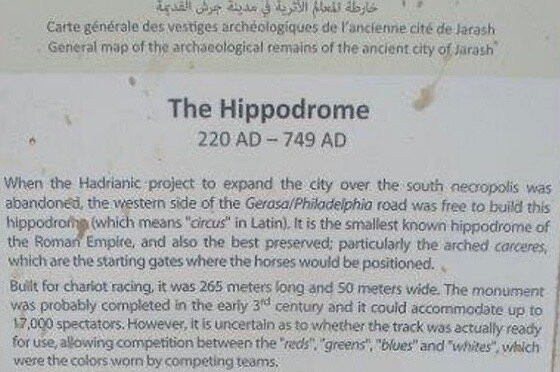 خارطة المعالم الأثرية في مدينة جرش القديمة
Carte générale des vestiges archéologiques de l'ancienne cité de Jarash
General map of the archaeological remains of the ancient city of Jarash
The Hippodrome
220 AD – 749 AD
When the Hadrianic project to expand the city over the south necropolis was
abandoned, the western side of the Gerasa/Philadelphia road was free to build this
hippodrome (which means "circus" in Latin). It is the smallest known hippodrome of
the Roman Empire, and also the best preserved; particularly the arched carceres,
which are the starting gates where the horses would be positioned.
Built for chariot racing, it was 265 meters long and 50 meters wide. The monument
was probably completed in the early 3rd century and it could accommodate up to
17,000 spectators. However, it is uncertain as to whether the track was actually ready
for use, allowing competition between the "reds", "greens", "blues" and "whites", which
were the colors worn by competing teams.